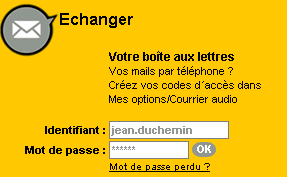 Echanger
Votre boîte aux lettres
Vos mails par téléphone ?
Créez vos codes d´accès dans
Mes options/Courrier audio
Identifiant : jean.duchemin
Mot de passe : ****** OK
Mot de passe perdu ?